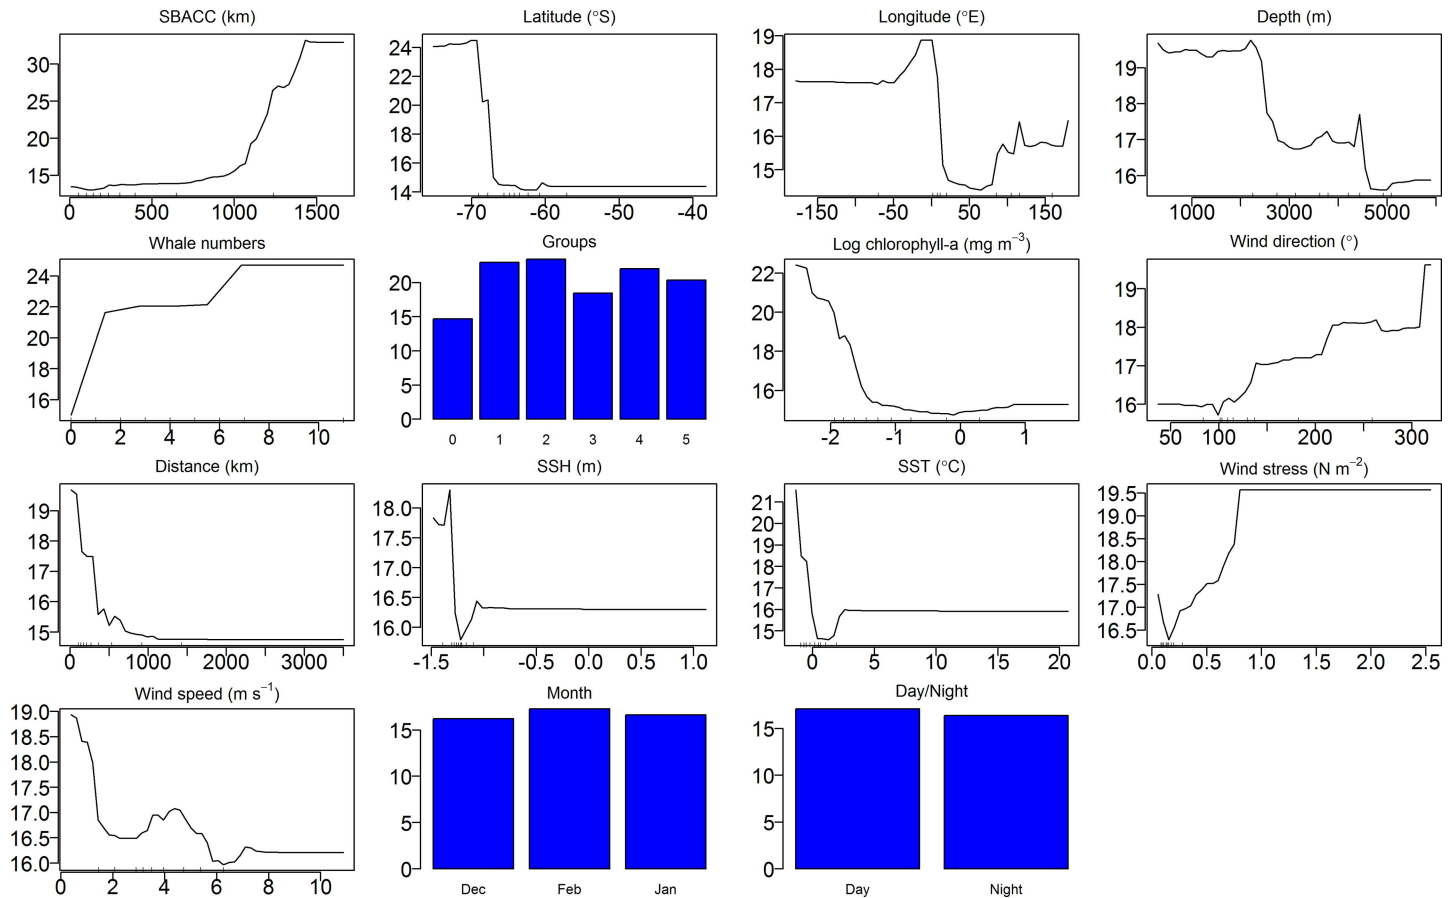 SBACC (km)
Latitude (°S)
Longitude (°E)
Depth (m)
30
25
20
15
0 500 1000 1500
24
22
20
18
16
14
-70 -60 -50 -40
19
18
17
16
15
-150 -50 0 50 150
19
18
17
16
1000 3000 5000
Whale numbers
Groups
Log chlorophyll-a (mg m−3)
Wind direction (°)
24
22
20
18
16
0 2 4 6 8 10
20
15
10
5
0
0 1 2 3 4 5
22
20
18
16
-2 -1 0 1
19
18
17
16
50 100 200 300
Distance (km)
SSH (m)
SST (°C)
Wind stress (N m−2)
19
18
17
16
15
0 1000 2000 3000
18.0
17.5
17.0
16.5
16.0
-1.5 -0.5 0.0 0.5 1.0
21
20
19
18
17
16
15
0 5 10 15 20
19.5
19.0
18.5
18.0
17.5
17.0
16.5
0.0 0.5 1.0 1.5 2.0 2.5
Wind speed (m s−1)
Month
Day/Night
19.0
18.5
18.0
17.5
17.0
16.5
16.0
0 2 4 6 8 10
15
10
5
0
Dec Feb Jan
15
10
5
0
Day Night